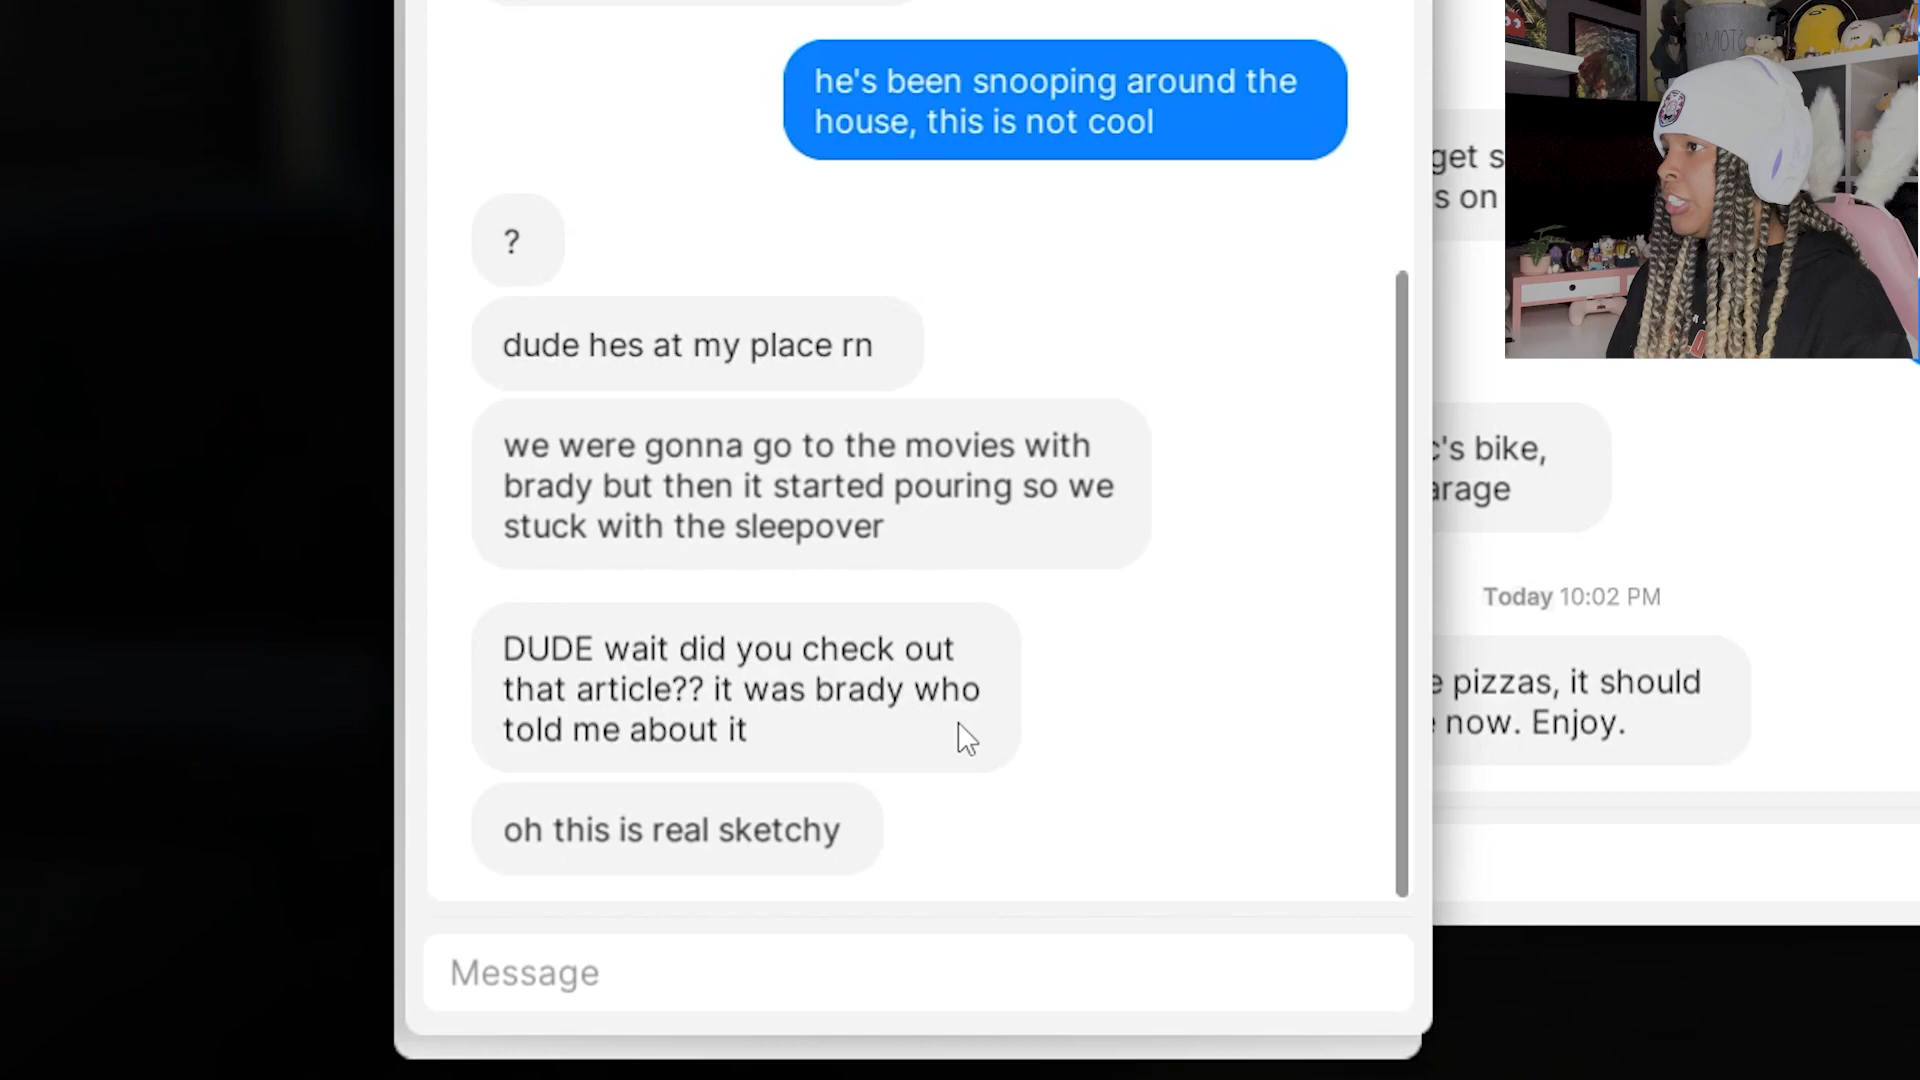 he's been snooping around the
house, this is not cool
?
dude hes at my place rn
we were gonna go to the movies with
brady but then it started pouring so we
stuck with the sleepover
DUDE wait did you check out
that article?? it was brady who
told me about it
oh this is real sketchy
Message
get s
s on
c's bike,
arage
Today 10:02 PM
e pizzas, it should
now. Enjoy.